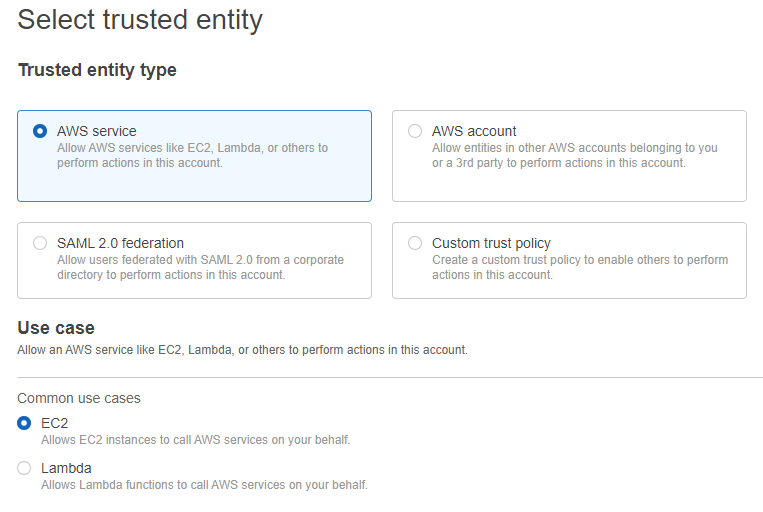 Select trusted entity
Trusted entity type
AWS service
Allow AWS services like EC2, Lambda, or others to
perform actions in this account.
AWS account
Allow entities in other AWS accounts belonging to you
or a 3rd party to perform actions in this account.
SAML 2.0 federation
Allow users federated with SAML 2.0 from a corporate
directory to perform actions in this account.
Custom trust policy
Create a custom trust policy to enable others to perform
actions in this account.
Use case
Allow an AWS service like EC2, Lambda, or others to perform actions in this account.
Common use cases
EC2
Allows EC2 instances to call AWS services on your behalf.
Lambda
Allows Lambda functions to call AWS services on your behalf.